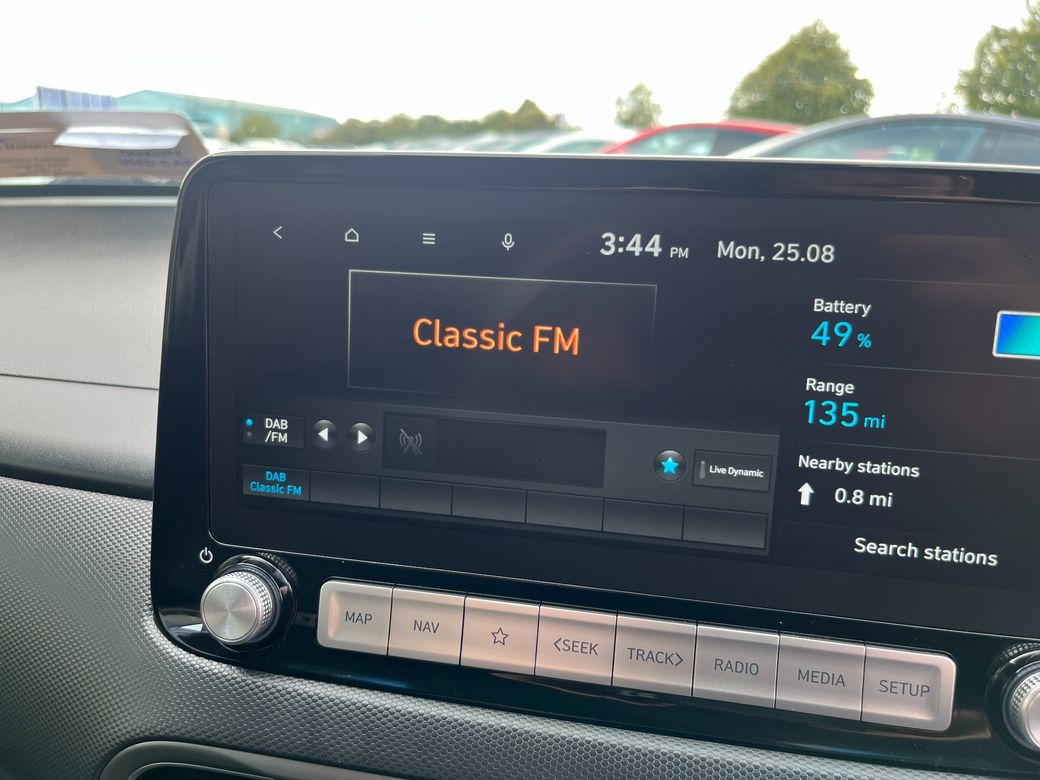 3:44 PM Mon, 25.08
Classic FM
Battery
49 %
Range
135 mi
DAB
/FM
Live Dynamic
DAB
Classic FM
Nearby stations
0.8 mi
Search stations
MAP
NAV
<SEEK
TRACK>
RADIO
MEDIA
SETUP